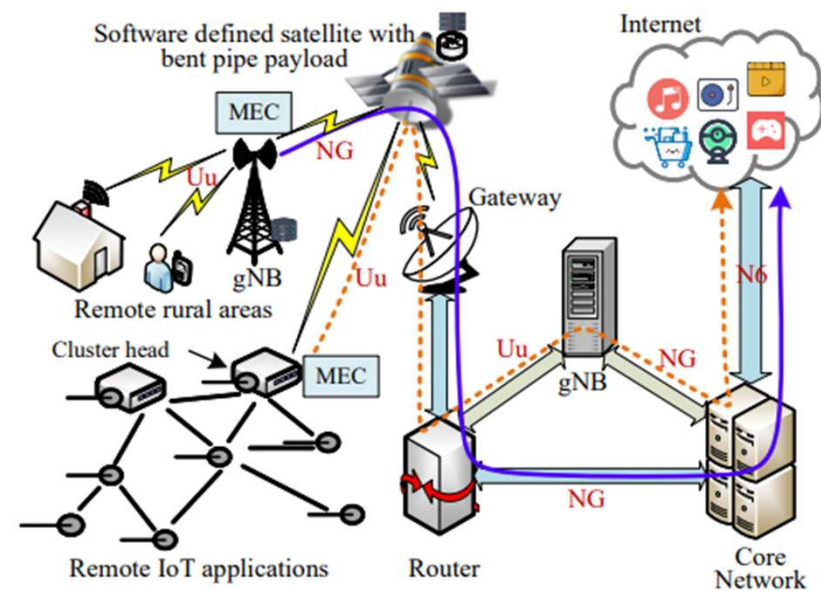 Software defined satellite with
bent pipe payload
Internet
MEC
NG
Uu
Gateway
gNB
Uu
N6
Remote rural areas
Uu
NG
Cluster head
MEC
gNB
NG
Remote IoT applications
Router
Core
Network